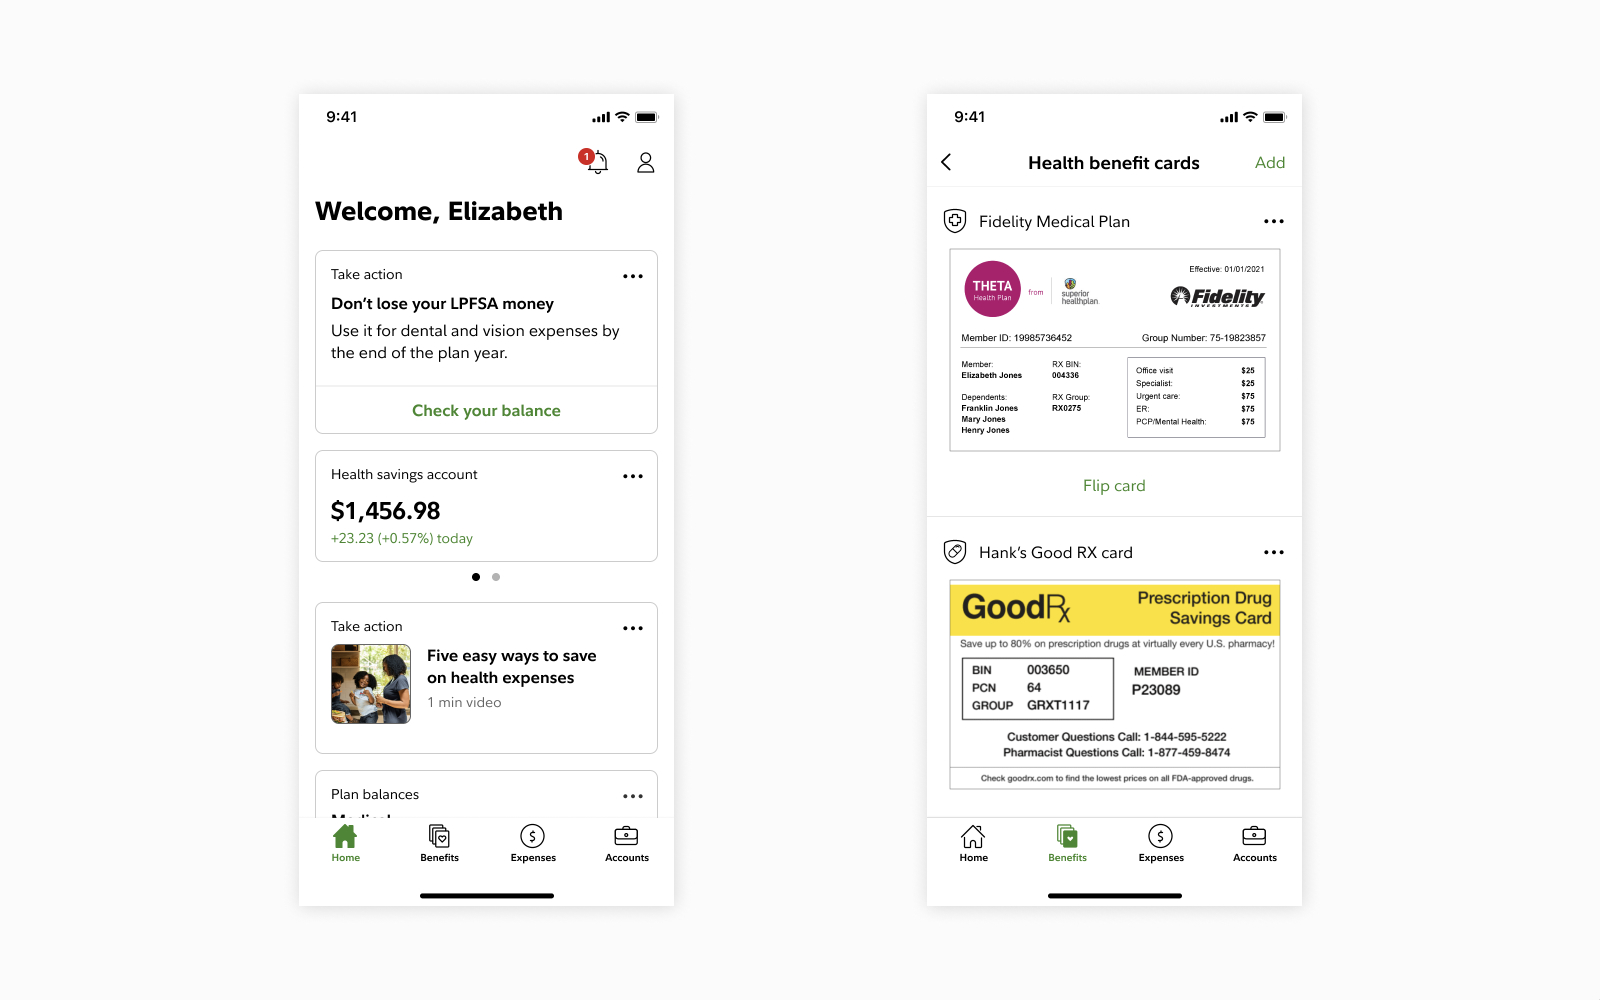 9:41
1
Welcome, Elizabeth
Take action
Don't lose your LPFSA money
Use it for dental and vision expenses by
the end of the plan year.
Check your balance
Health savings account
$1,456.98
+23.23 (+0.57%) today
Take action
Five easy ways to save
on health expenses
1 min video
Plan balances
Medical
Home
Benefits
Expenses
Accounts
9:41
Health benefit cards
Add
Fidelity Medical Plan
THETA
Health Plan
from
superior
healthplan
Effective: 01/01/2021
Fidelity
INVESTMENTS
Member ID: 19985736452
Group Number: 75-19823857
Member:
Elizabeth Jones
Dependents:
Franklin Jones
Mary Jones
Henry Jones
RX BIN:
004336
RX Group:
RX0275
Office visit $25
Specialist: $25
Urgent care: $75
ER: $75
PCP/Mental Health: $75
Flip card
Hank's Good RX card
GoodRx
Prescription Drug
Savings Card
Save up to 80% on prescription drugs at virtually every U.S. pharmacy!
BIN 003650
PCN 64
GROUP GRXT1117
MEMBER ID
P23089
Customer Questions Call: 1-844-595-5222
Pharmacist Questions Call: 1-877-459-8474
Check goodrx.com to find the lowest prices on all FDA-approved drugs.
Home
Benefits
Expenses
Accounts